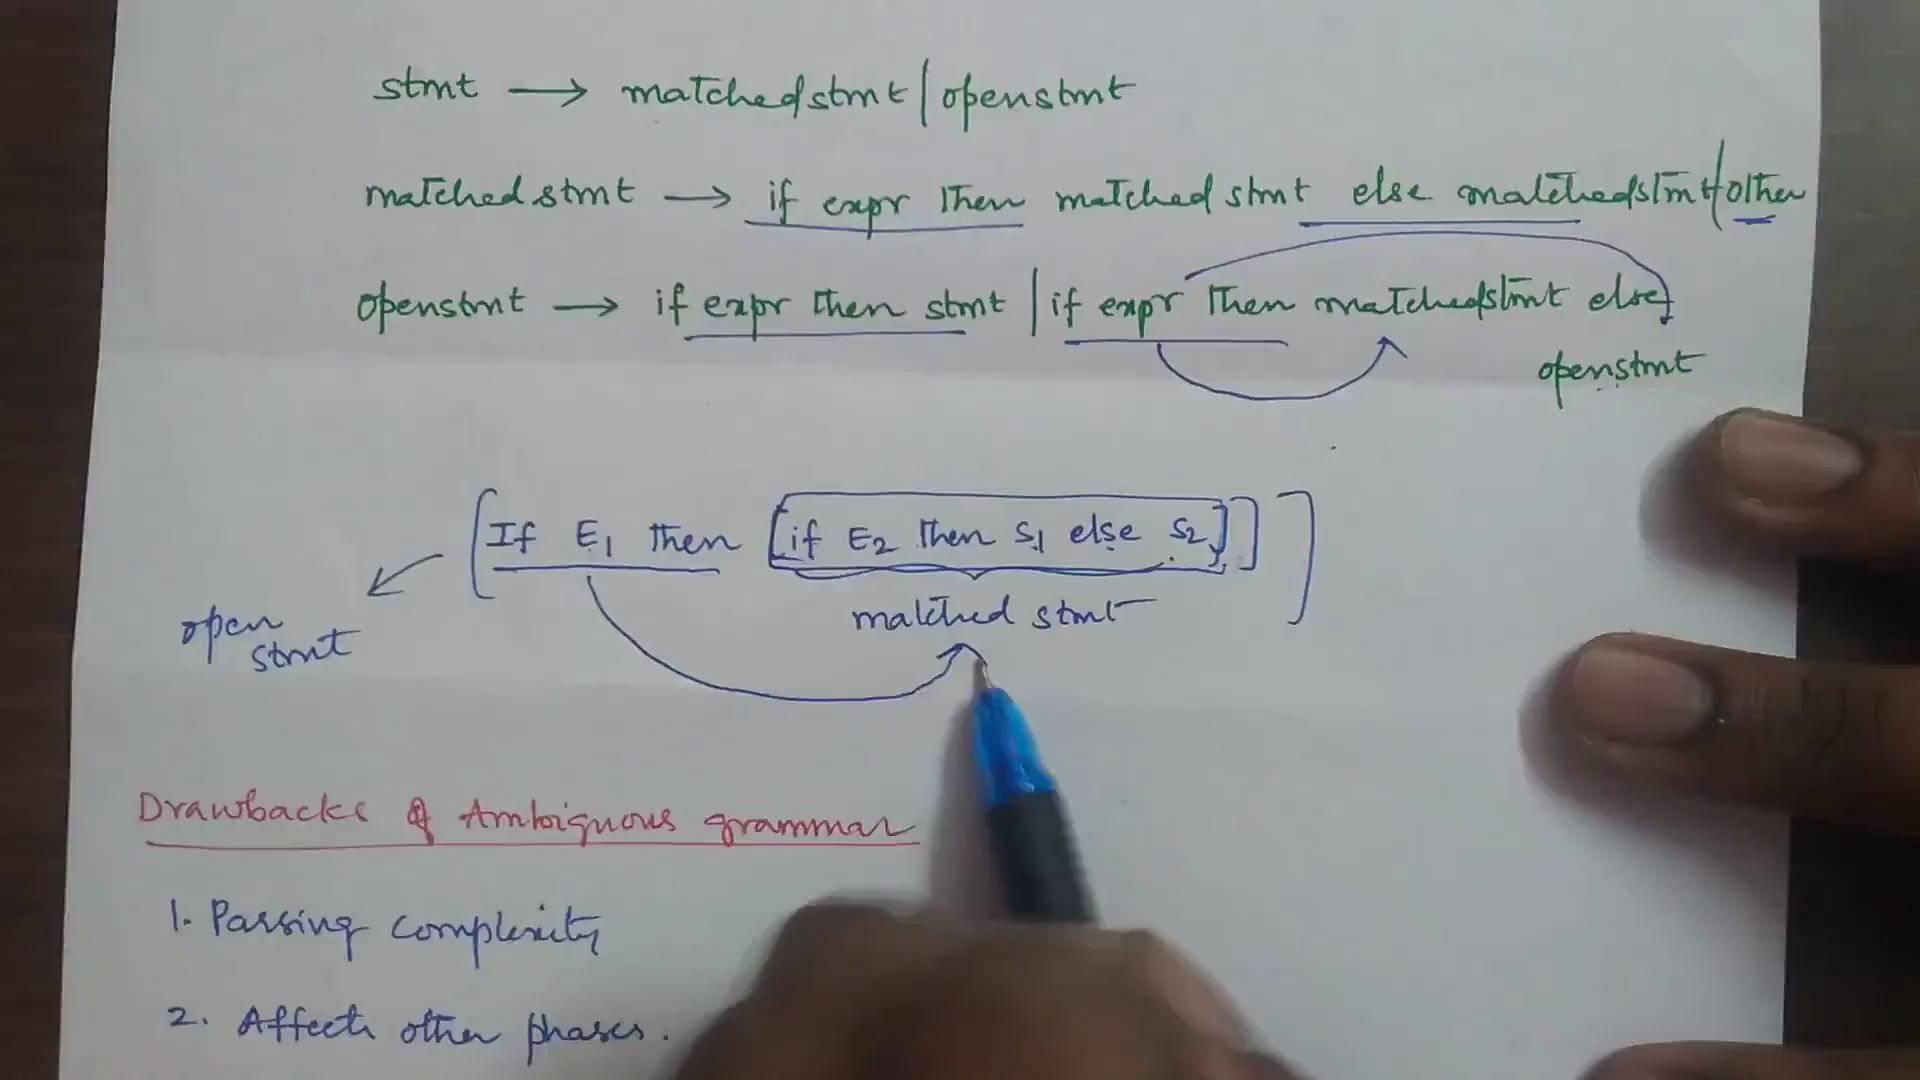 stmt → matchedstmt | openstmt
matchedstmt → if expr then matched stmt else matchedstmt | other
openstmt → if expr then stmt | if expr then matchedstmt else
openstmt
[If E1 then [if E2 then S1 else S2]]]
matched stmt
open
stmt
Drawbacks of Ambiguous grammar
1. Parsing complexity
2. Affects other phases.